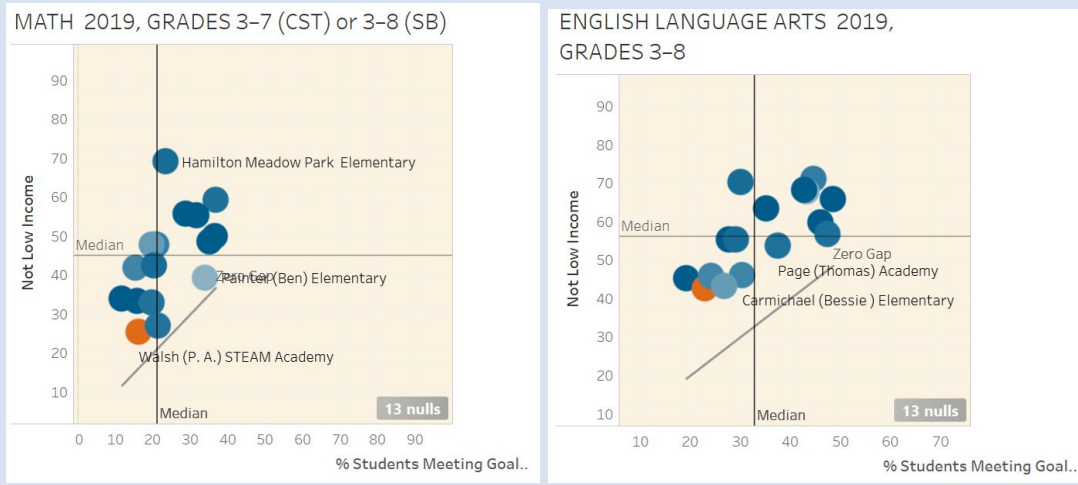 MATH 2019, GRADES 3–7 (CST) or 3–8 (SB)
90
80
70
60
50
40
30
20
10
Not Low Income
Hamilton Meadow Park Elementary
Median
Zero Gap
Painter (Ben) Elementary
Walsh (P. A.) STEAM Academy
Median
13 nulls
0 10 20 30 40 50 60 70 80 90
% Students Meeting Goal..
ENGLISH LANGUAGE ARTS 2019,
GRADES 3–8
90
80
70
60
50
40
30
20
10
Not Low Income
Median
Zero Gap
Page (Thomas) Academy
Carmichael (Bessie ) Elementary
Median
13 nulls
10 20 30 40 50 60 70
% Students Meeting Goal..